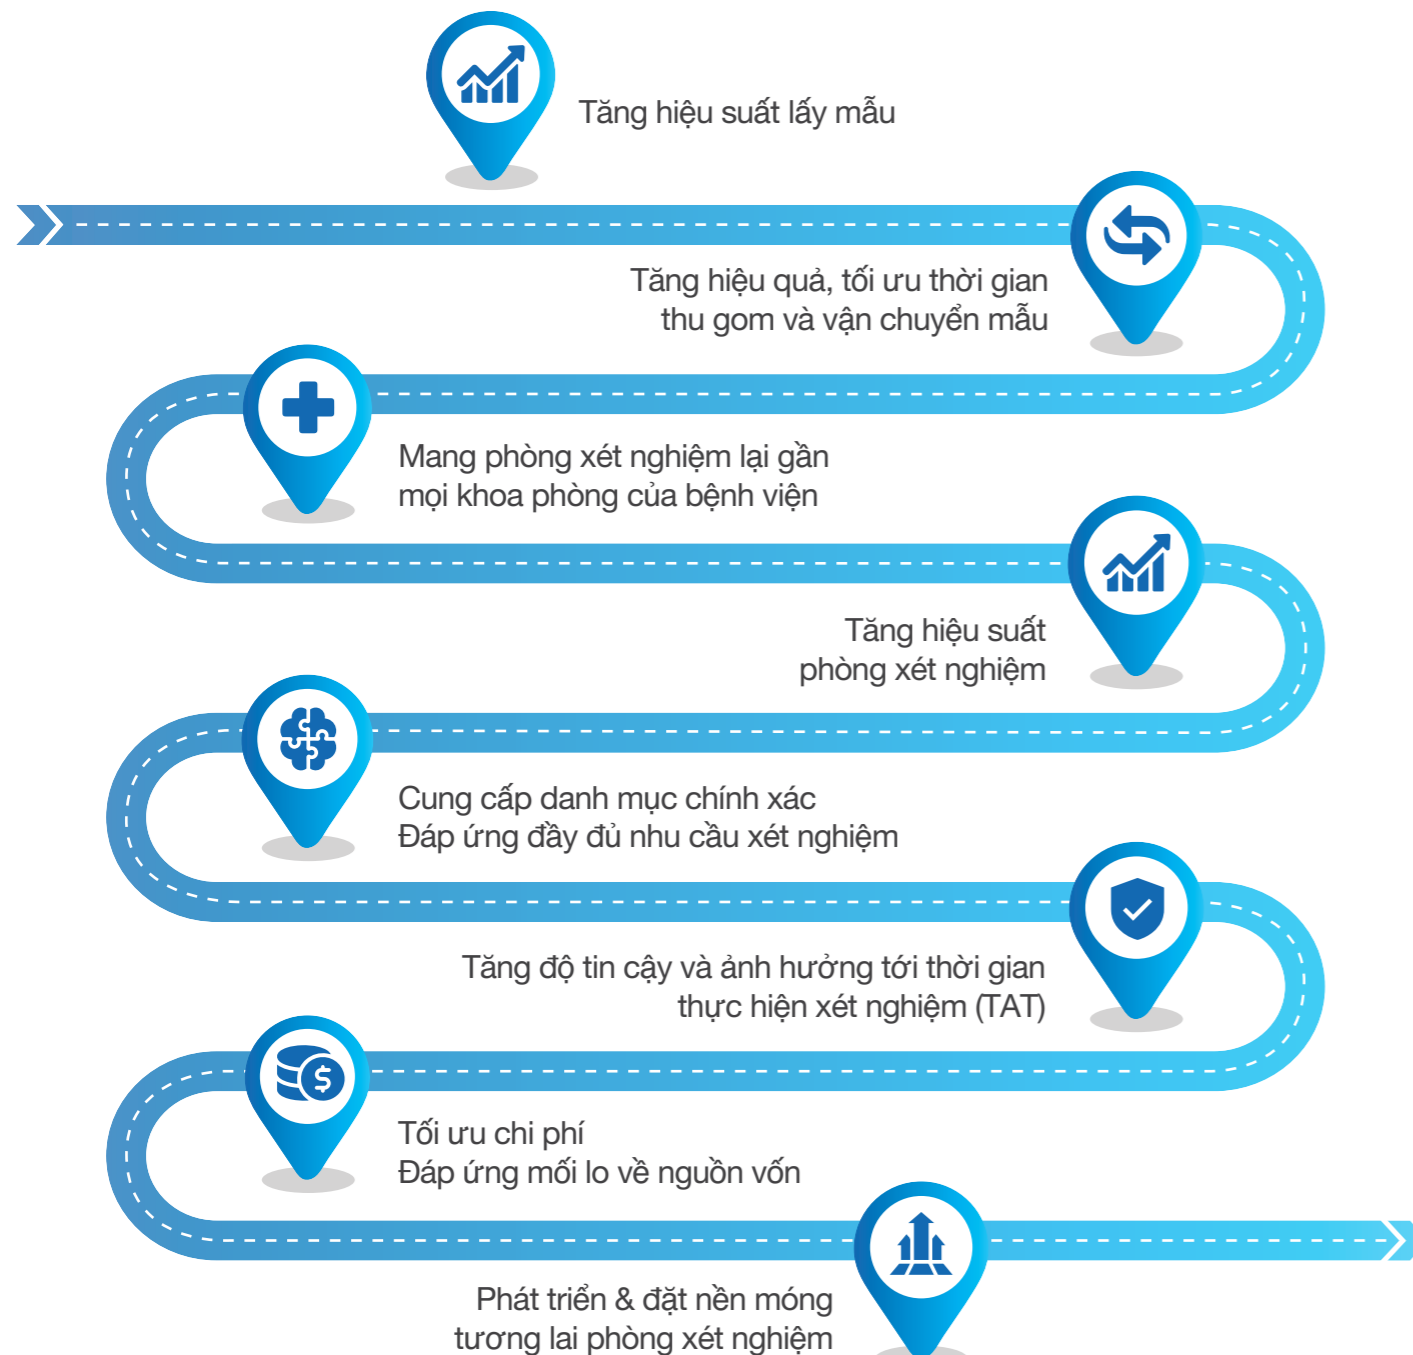 Tăng hiệu suất lấy mẫu
Tăng hiệu quả, tối ưu thời gian
thu gom và vận chuyển mẫu
Mang phòng xét nghiệm lại gần
mọi khoa phòng của bệnh viện
Tăng hiệu suất
phòng xét nghiệm
Cung cấp danh mục chính xác
Đáp ứng đầy đủ nhu cầu xét nghiệm
Tăng độ tin cậy và ảnh hưởng tới thời gian
thực hiện xét nghiệm (TAT)
$
Tối ưu chi phí
Đáp ứng mối lo về nguồn vốn
Phát triển & đặt nền móng
tương lai phòng xét nghiệm